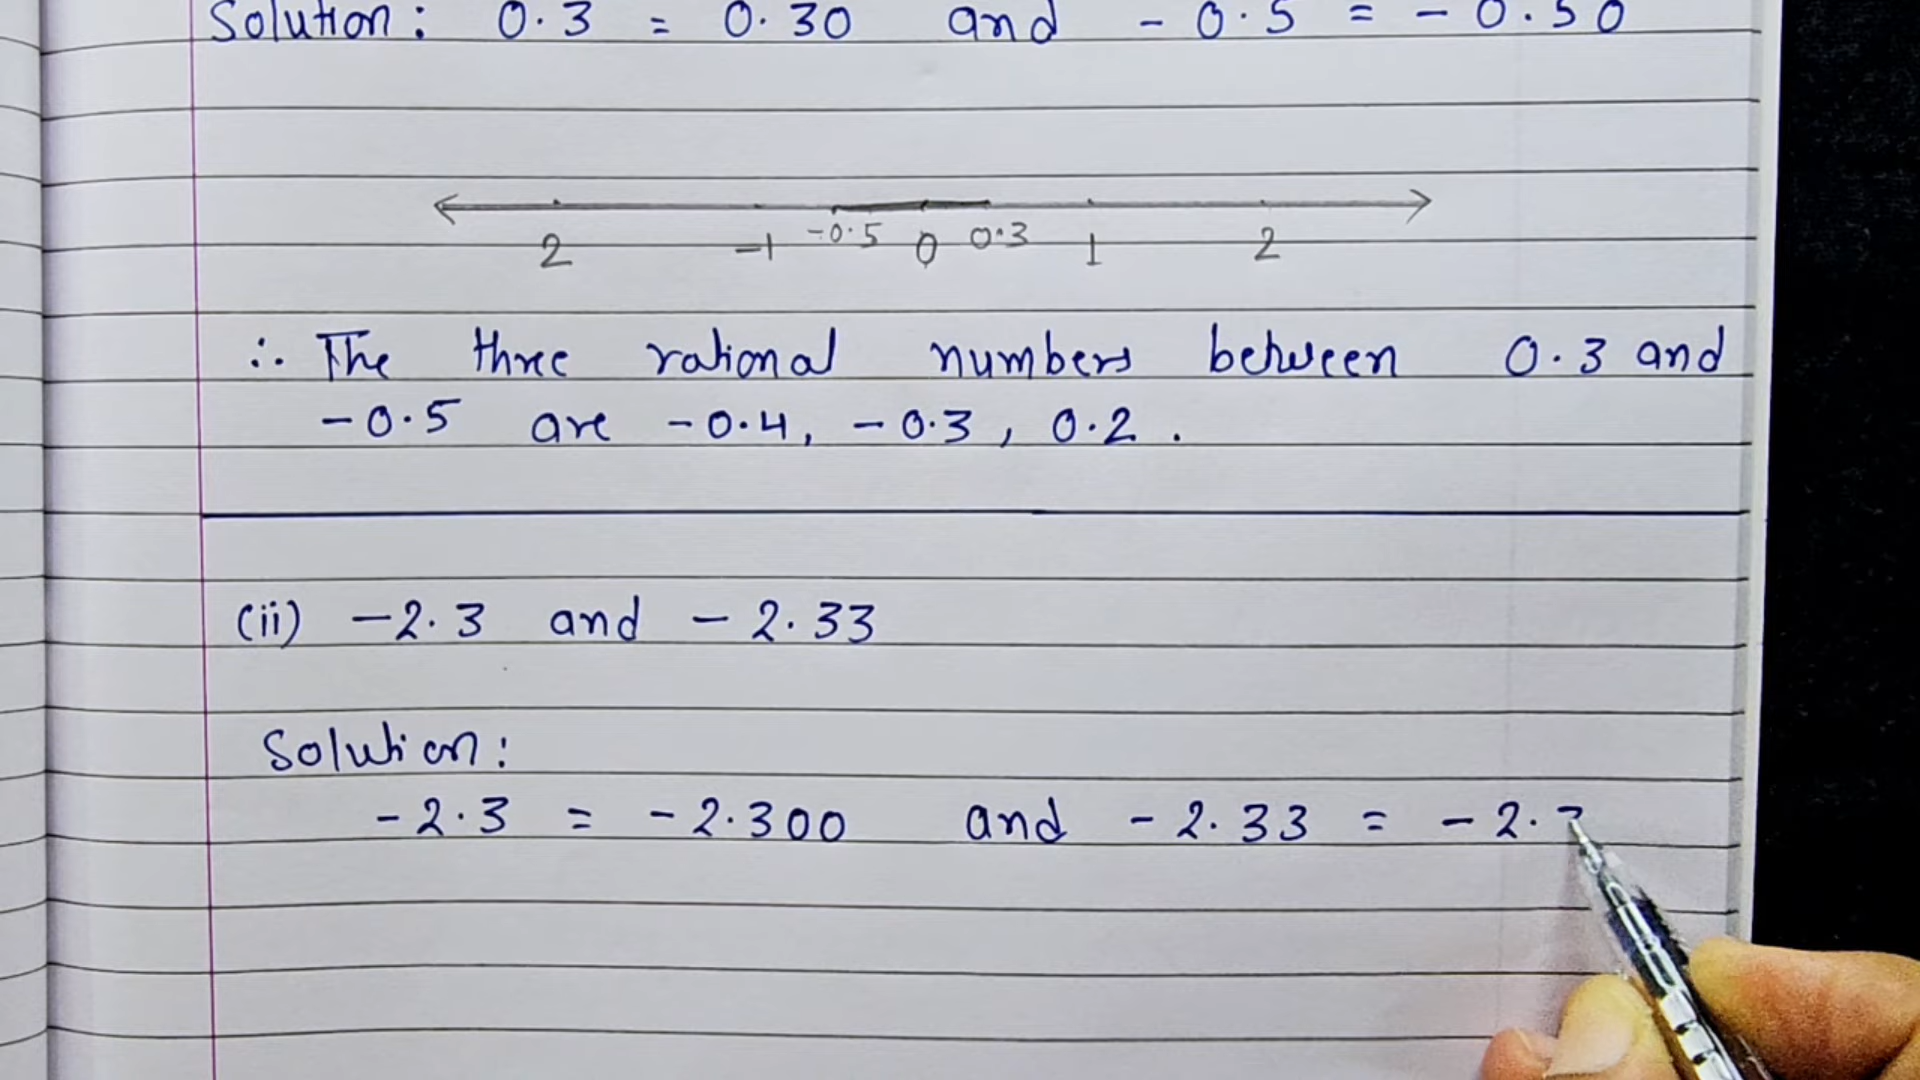 Solution: 0.3 = 0.30 and -0.5 = -0.50
2 -1 -0.5 0 0.3 1 2
∴ The three rational numbers between 0.3 and
-0.5 are -0.4, -0.3, 0.2.
(ii) -2.3 and -2.33
Solution:
-2.3 = -2.300 and -2.33 = -2.3